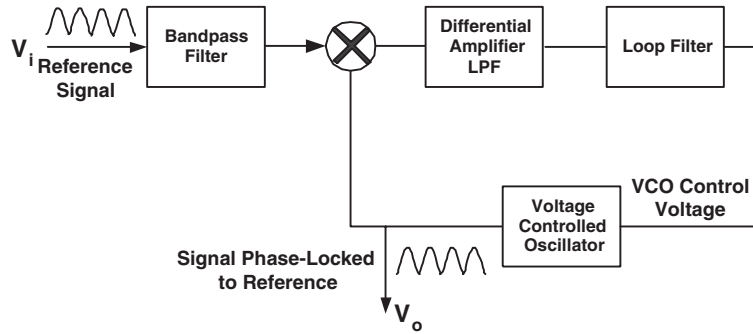 V i
Reference
Signal
Bandpass
Filter
Differential
Amplifier
LPF
Loop Filter
Voltage
Controlled
Oscillator
VCO Control
Voltage
Signal Phase-Locked
to Reference
V o